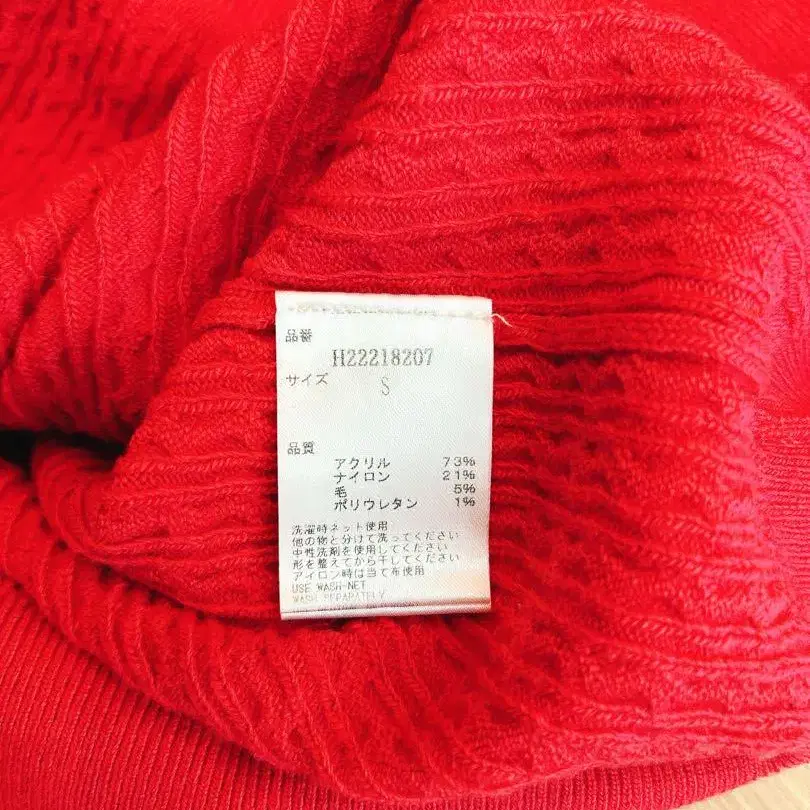 品番
H22218207
サイズ
S
品質
アクリル 73%
ナイロン 21%
毛 5%
ポリウレタン 1%
洗濯時ネット使用
他の物と分けて洗ってください
中性洗剤を使用してください
形を整えてから干してください
アイロン時は当て布使用
USE WASH-NET
WASH SEPARATELY